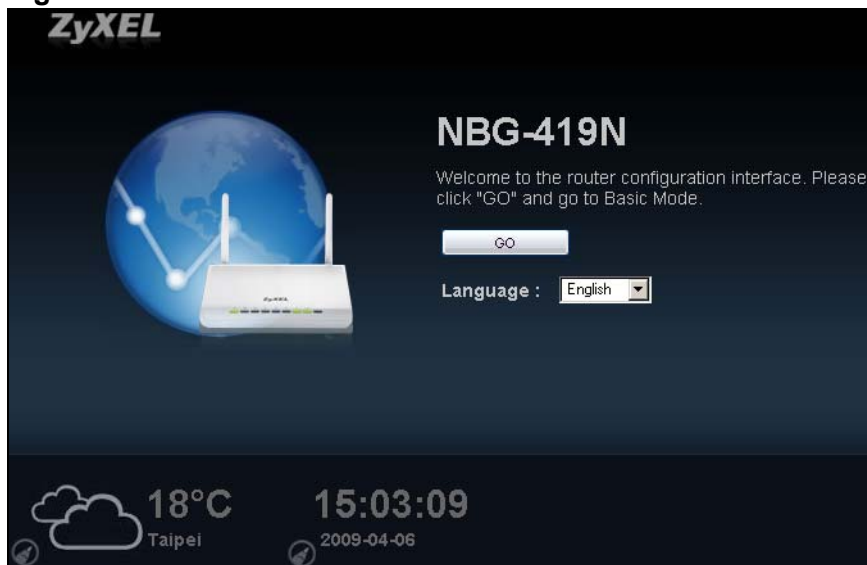 ZyXEL
NBG-419N
Welcome to the router configuration interface. Please
click "GO" and go to Basic Mode.
GO
Language : English
ZyXEL
18°C
Taipei
15:03:09
2009-04-06